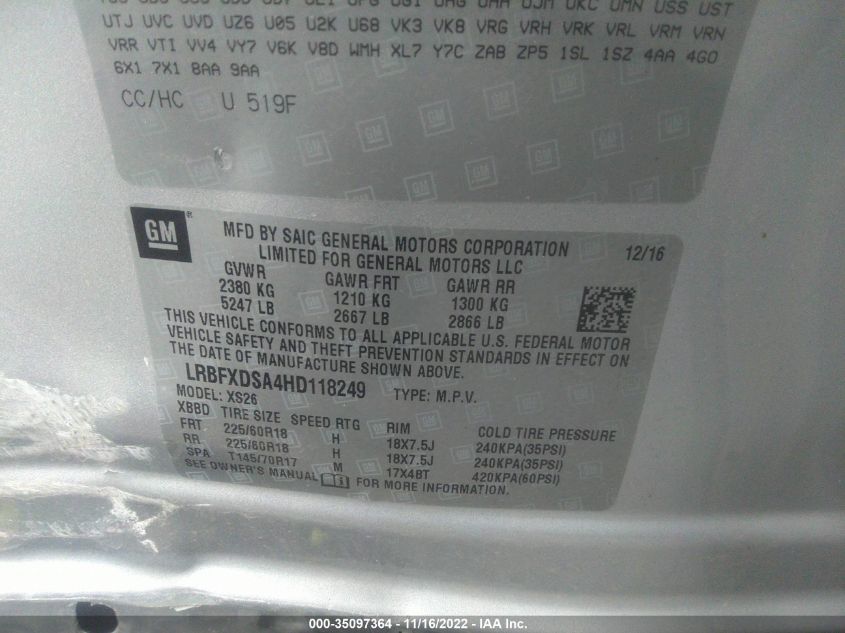 UTJ UVC UVD UZ6 U05 U2K U68 VK3 VK8 VRG VRH VRK VRL VRM VRN
VRR VTI VV4 VY7 V6K V8D WMH XL7 Y7C ZAB ZP5 1SL 1SZ 4AA 4GO
6X1 7X1 8AA 9AA
CC/HC U 519F
GM®
MFD BY SAIC GENERAL MOTORS CORPORATION 12/16
LIMITED FOR GENERAL MOTORS LLC
GVWR GAWR FRT GAWR RR
2380 KG 1210 KG 1300 KG
5247 LB 2667 LB 2866 LB
THIS VEHICLE CONFORMS TO ALL APPLICABLE U.S. FEDERAL MOTOR
VEHICLE SAFETY AND THEFT PREVENTION STANDARDS IN EFFECT ON
THE DATE OF MANUFACTURE SHOWN ABOVE.
LRBFXDSA4HD118249 TYPE: M.P.V.
MODEL: XS26
XBBD TIRE SIZE SPEED RTG RIM COLD TIRE PRESSURE
FRT 225/60R18 H 18X7.5J 240KPA(35PSI)
RR 225/60R18 H 18X7.5J 240KPA(35PSI)
SPA T145/70R17 M 17X4BT 420KPA(60PSI)
SEE OWNER'S MANUAL FOR MORE INFORMATION.
000-35097364 - 11/16/2022 - IAA Inc.